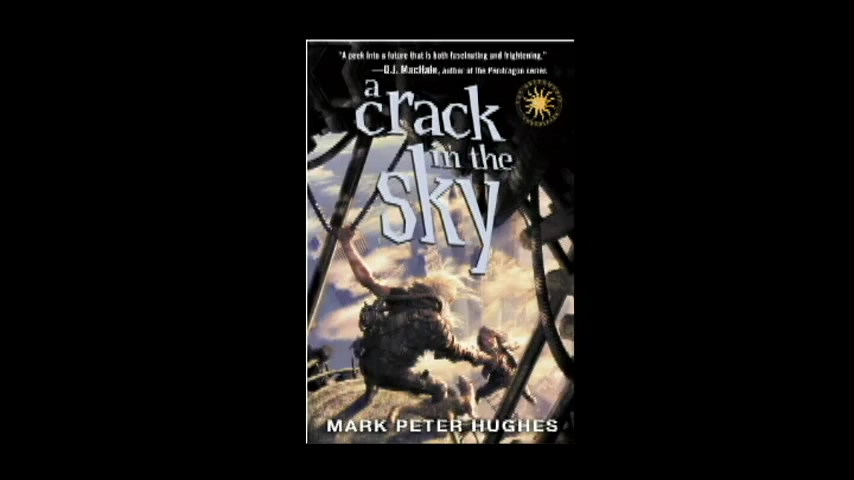 "A peek into a future that is both fascinating and frightening."
—D.J. MacHale, author of the Pendragon series
a
crack
in the
sky
MARK PETER HUGHES